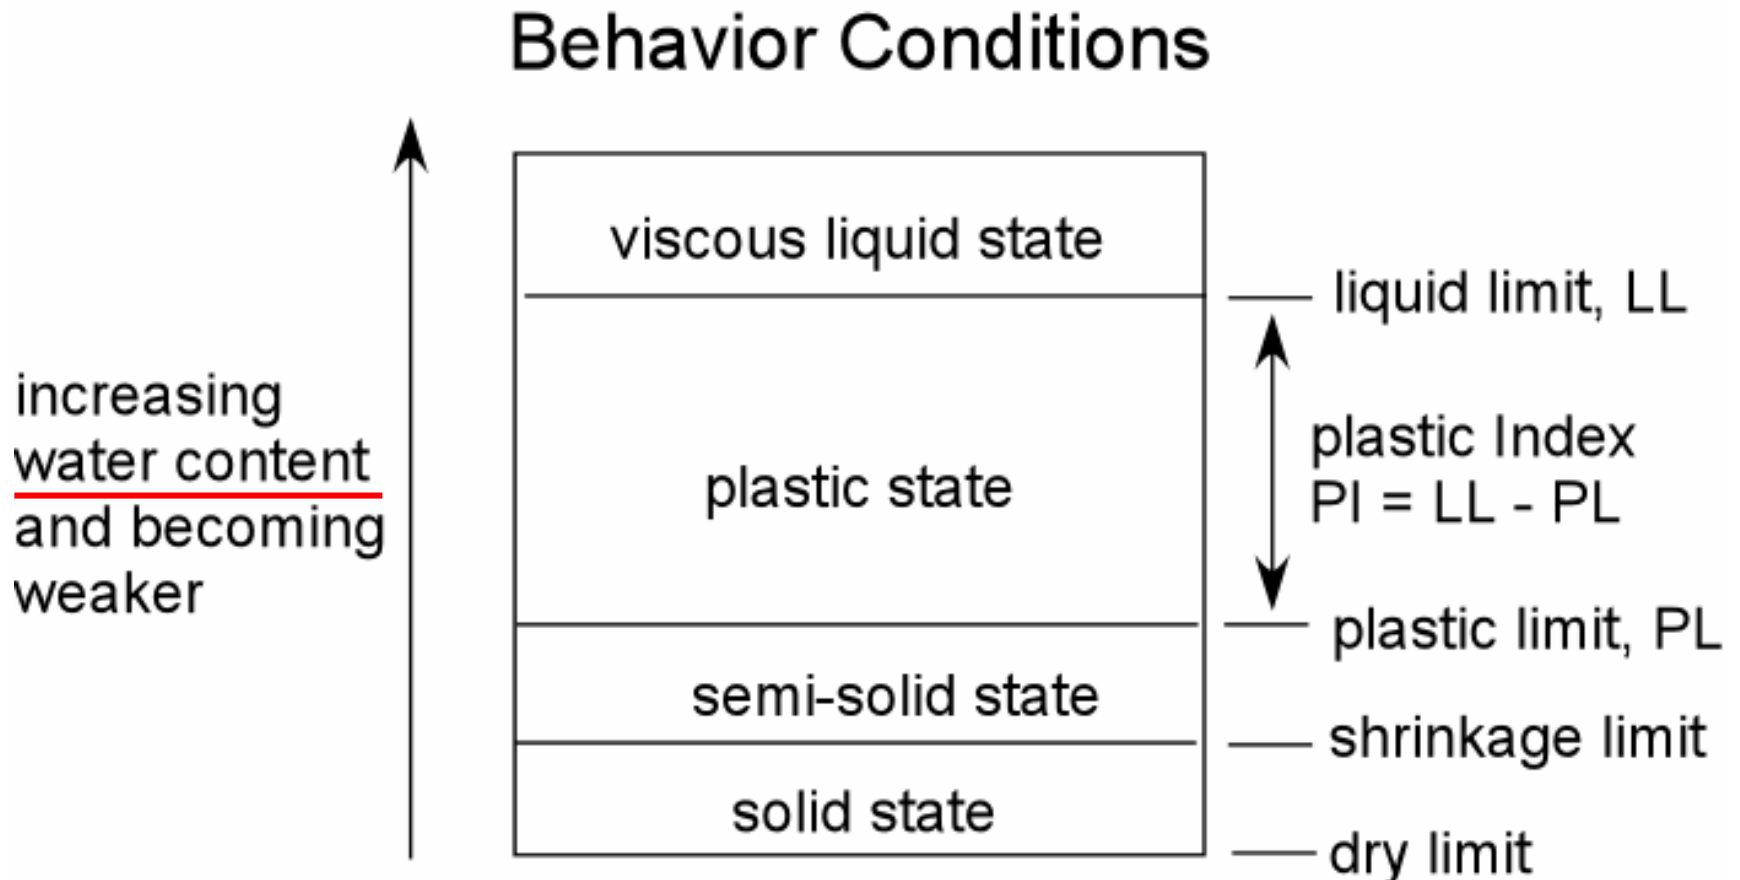 Behavior Conditions
viscous liquid state
liquid limit, LL
increasing
water content
and becoming
weaker
plastic state
plastic Index
PI = LL - PL
plastic limit, PL
semi-solid state
shrinkage limit
solid state
dry limit